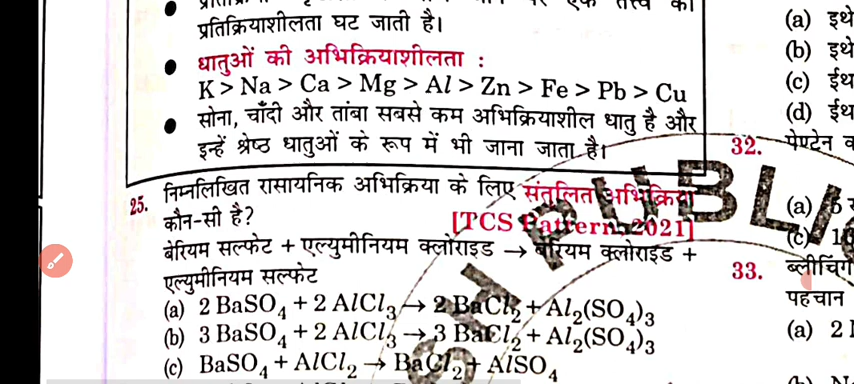 प्रतिक्रियाशीलता घट जाती है।
धातुओं की अभिक्रियाशीलता :
K > Na > Ca > Mg > Al > Zn > Fe > Pb > Cu
सोना, चाँदी और तांबा सबसे कम अभिक्रियाशील धातु है और
इन्हें श्रेष्ठ धातुओं के रूप में भी जाना जाता है।
25. निम्नलिखित रासायनिक अभिक्रिया के लिए संतुलित अभिक्रिया
कौन-सी है?
[TCS Pattern, 2021]
बेरियम सल्फेट + एल्युमीनियम क्लोराइड → बेरियम क्लोराइड +
एल्युमीनियम सल्फेट
(a) 2 BaSO₄ + 2 AlCl₃ → 2 BaCl₂ + Al₂(SO₄)₃
(b) 3 BaSO₄ + 2 AlCl₃ → 3 BaCl₂ + Al₂(SO₄)₃
(c) BaSO₄ + AlCl₂ → BaCl₂ + AlSO₄
(a) इथे
(b) इथे
(c) ईथ
(d) ईथ
32. पेण्टेन
(a) 5
(c)
33. ब्लीचिंग
पहचान
(a) 2
PUBLIS